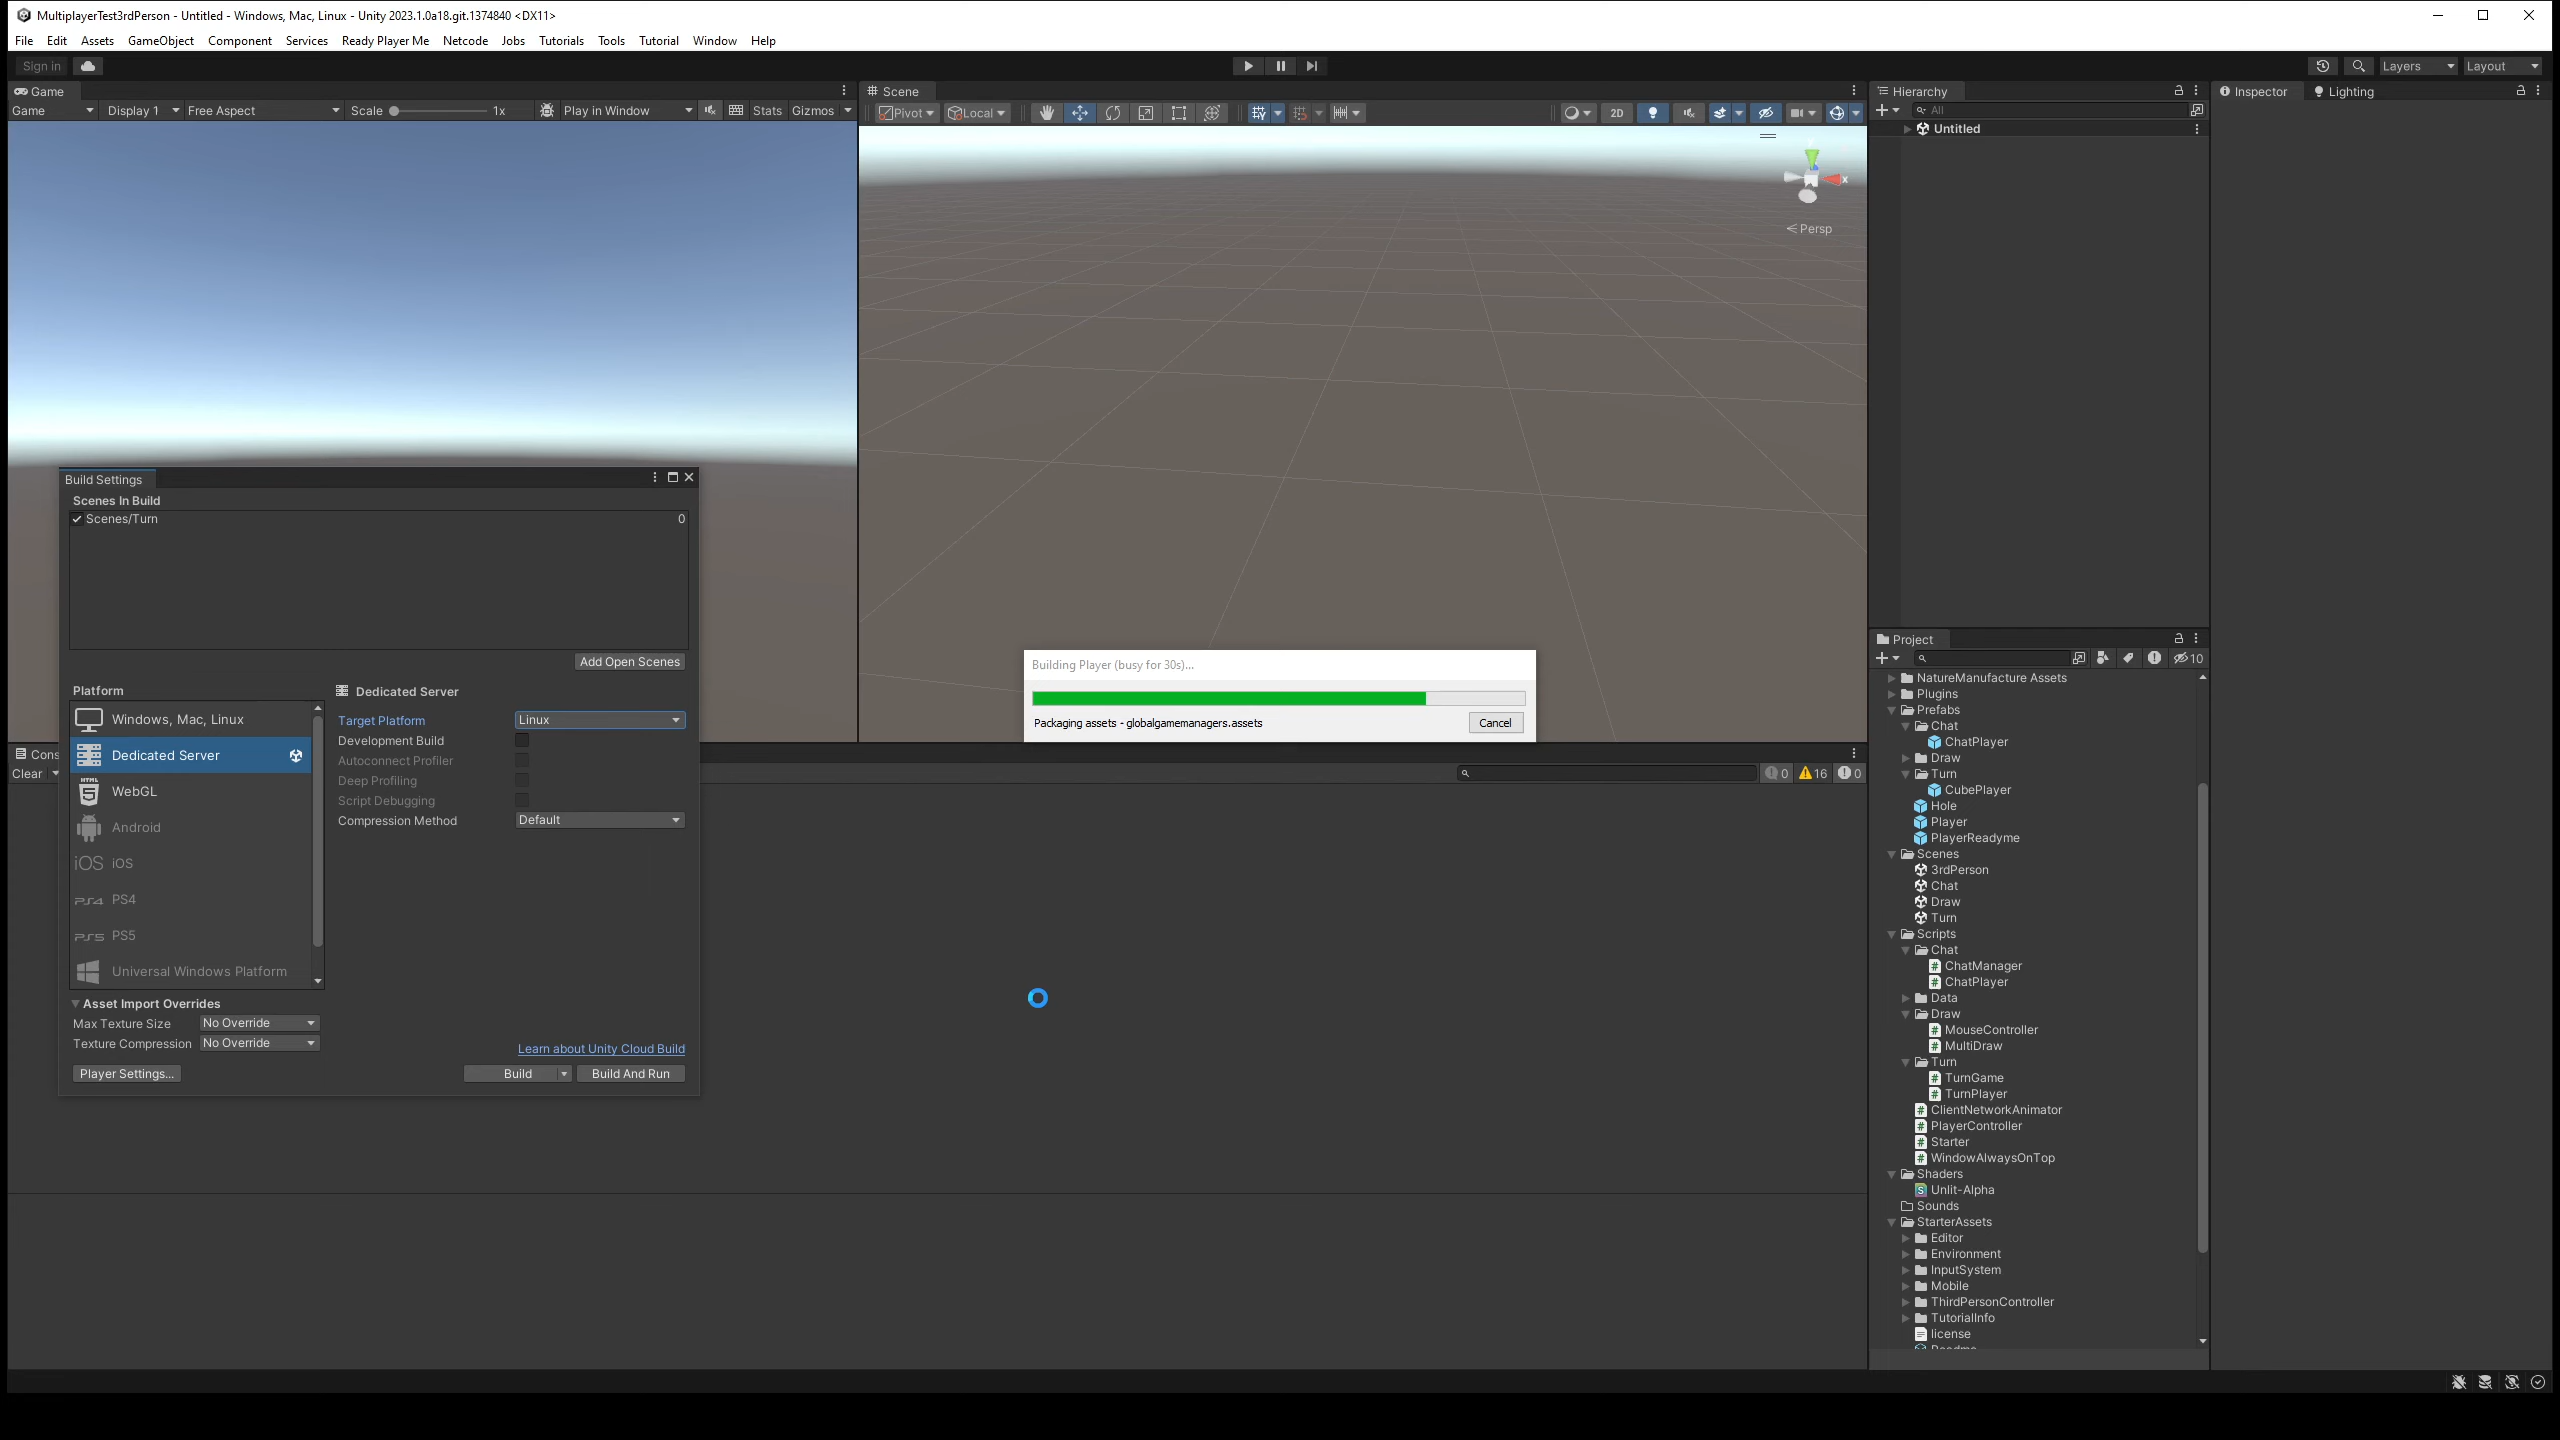 MultiplayerTest3rdPerson - Untitled - Windows, Mac, Linux - Unity 2023.1.0a18.git.1374840 <DX11>
File Edit Assets GameObject Component Services Ready Player Me Netcode Jobs Tutorials Tools Tutorial Window Help
Sign in
Layers Layout
Game
Game Display 1 Free Aspect Scale 1x Play in Window Stats Gizmos
Scene
Pivot Local 2D
x
Persp
Hierarchy
All
Untitled
Inspector Lighting
Build Settings
Scenes In Build
Scenes/Turn 0
Add Open Scenes
Platform
Windows, Mac, Linux
Dedicated Server
HTML
5
WebGL
Android
iOS iOS
PS4 PS4
PS5 PS5
Universal Windows Platform
Dedicated Server
Target Platform Linux
Development Build
Autoconnect Profiler
Deep Profiling
Script Debugging
Compression Method Default
Asset Import Overrides
Max Texture Size No Override
Texture Compression No Override
Learn about Unity Cloud Build
Player Settings... Build Build And Run
Building Player (busy for 30s)...
Packaging assets - globalgamemanagers.assets Cancel
Cons
Clear
0 16 0
Project
10
NatureManufacture Assets
Plugins
Prefabs
Chat
ChatPlayer
Draw
Turn
CubePlayer
Hole
Player
PlayerReadyme
Scenes
3rdPerson
Chat
Draw
Turn
Scripts
Chat
# ChatManager
# ChatPlayer
Data
Draw
# MouseController
# MultiDraw
Turn
# TurnGame
# TurnPlayer
# ClientNetworkAnimator
# PlayerController
# Starter
# WindowAlwaysOnTop
Shaders
S Unlit-Alpha
Sounds
StarterAssets
Editor
Environment
InputSystem
Mobile
ThirdPersonController
TutorialInfo
license